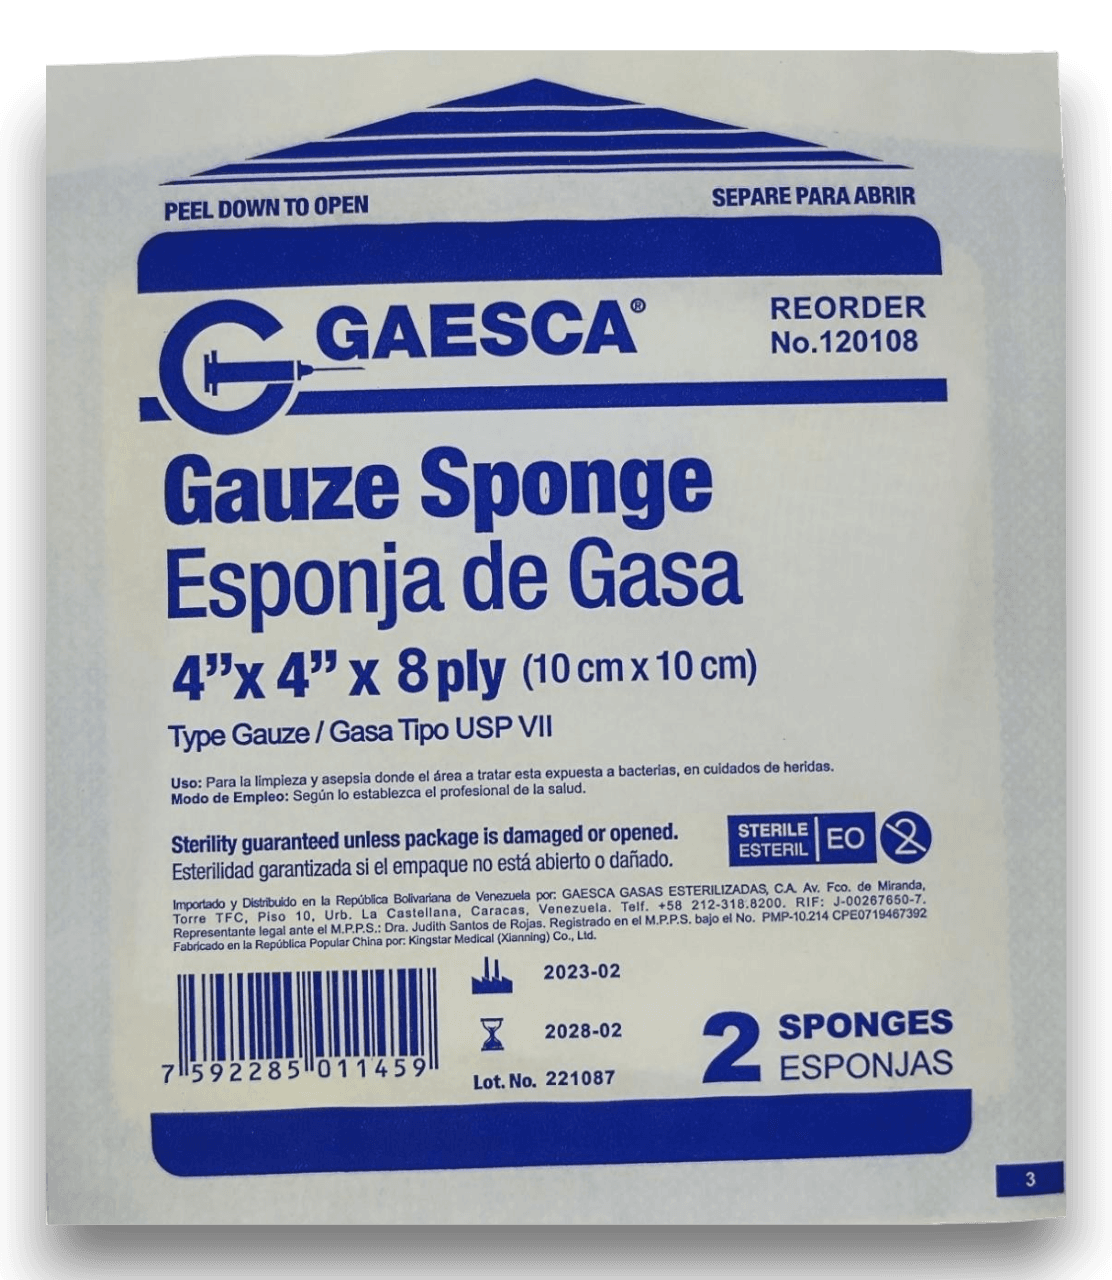 PEEL DOWN TO OPEN
SEPARE PARA ABRIR
GAESCA®
REORDER
No.120108
Gauze Sponge
Esponja de Gasa
4”x 4” x 8 ply (10 cm x 10 cm)
Type Gauze / Gasa Tipo USP VII
Uso: Para la limpieza y asepsia donde el área a tratar esta expuesta a bacterias, en cuidados de heridas.
Modo de Empleo: Según lo establezca el profesional de la salud.
Sterility guaranteed unless package is damaged or opened.
Esterilidad garantizada si el empaque no está abierto o dañado.
STERILE
ESTERIL
EO
2
Importado y Distribuido en la República Bolivariana de Venezuela por: GAESCA GASAS ESTERILIZADAS, C.A. Av. Fco. de Miranda,
Torre TFC, Piso 10, Urb. La Castellana, Caracas, Venezuela. Telf. +58 212-318.8200. RIF: J-00267650-7.
Representante legal ante el M.P.P.S.: Dra. Judith Santos de Rojas. Registrado en el M.P.P.S. bajo el No. PMP-10.214 CPE0719467392
Fabricado en la República Popular China por: Kingstar Medical (Xianning) Co., Ltd.
2023-02
2028-02
Lot. No. 221087
7 592285 011459
2 SPONGES
ESPONJAS
3